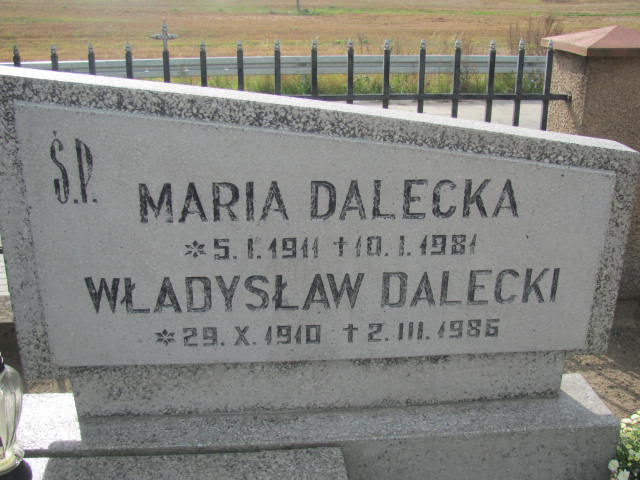 Ś.P.
MARIA DALECKA
*5.I.1911 †10.I.1981
WŁADYSŁAW DALECKI
*29.X.1910 †2.III.1986